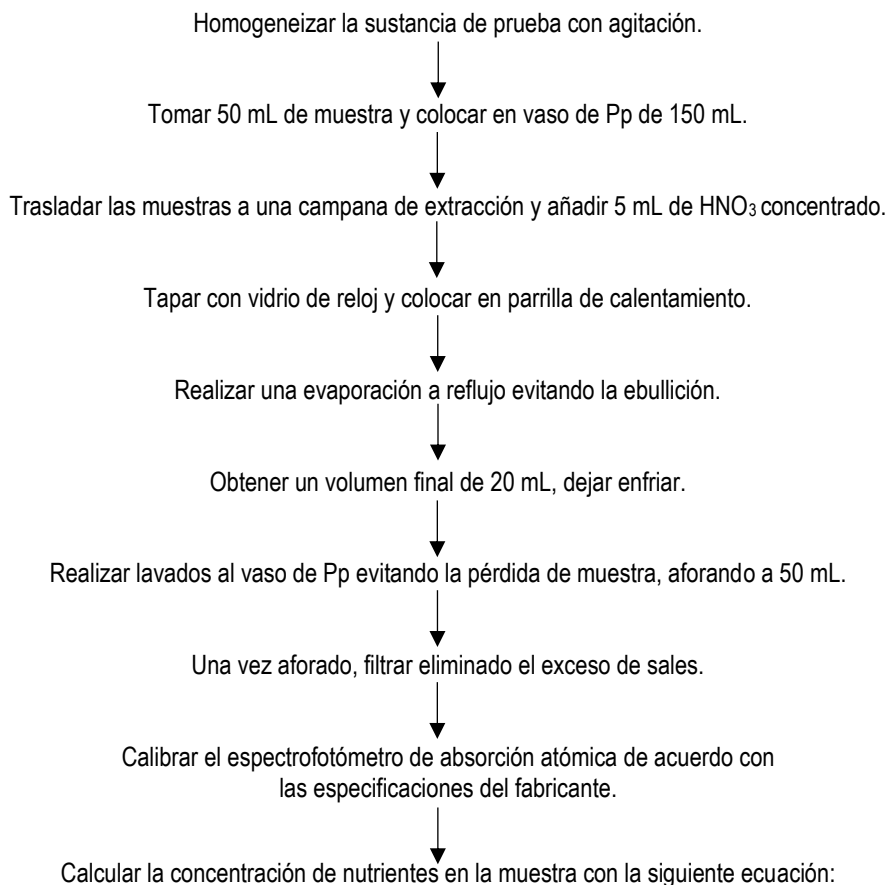 Homogeneizar la sustancia de prueba con agitación.
Tomar 50 mL de muestra y colocar en vaso de Pp de 150 mL.
Trasladar las muestras a una campana de extracción y añadir 5 mL de HNO₃ concentrado.
Tapar con vidrio de reloj y colocar en parrilla de calentamiento.
Realizar una evaporación a reflujo evitando la ebullición.
Obtener un volumen final de 20 mL, dejar enfriar.
Realizar lavados al vaso de Pp evitando la pérdida de muestra, aforando a 50 mL.
Una vez aforado, filtrar eliminado el exceso de sales.
Calibrar el espectrofotómetro de absorción atómica de acuerdo con
las especificaciones del fabricante.
Calcular la concentración de nutrientes en la muestra con la siguiente ecuación: